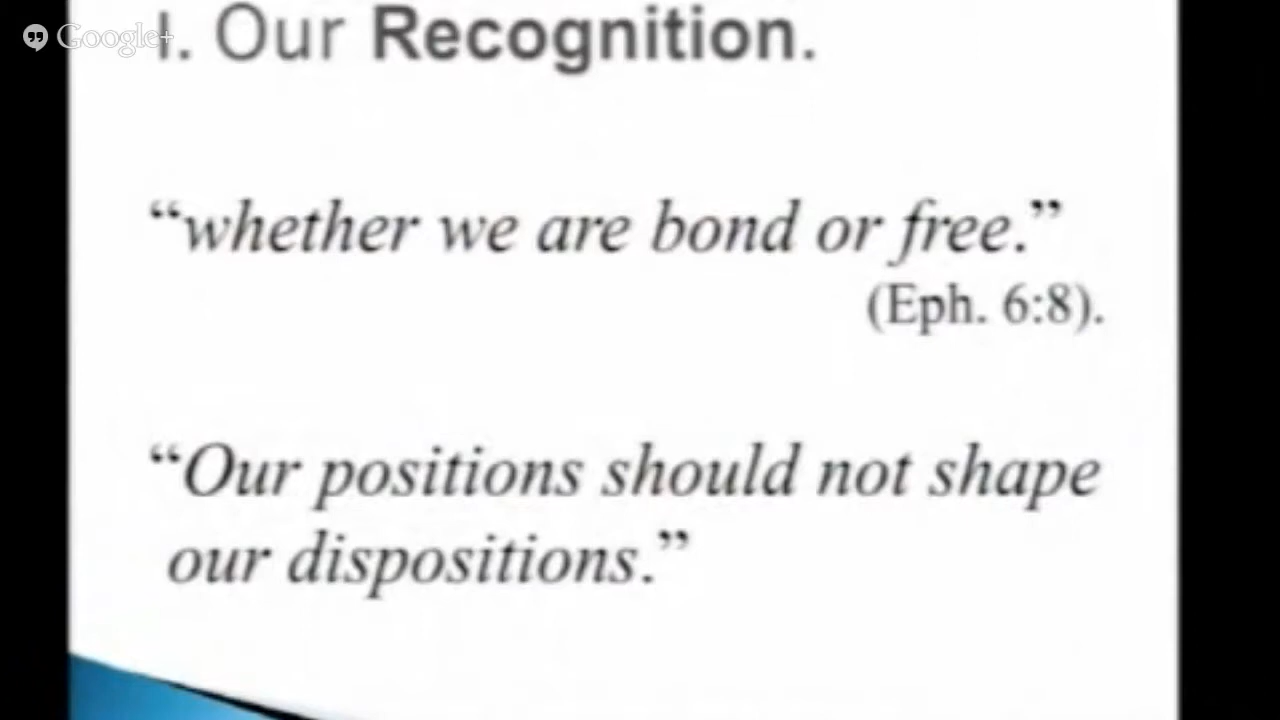 Google+
I. Our Recognition.
“whether we are bond or free.”
(Eph. 6:8).
“Our positions should not shape
our dispositions.”